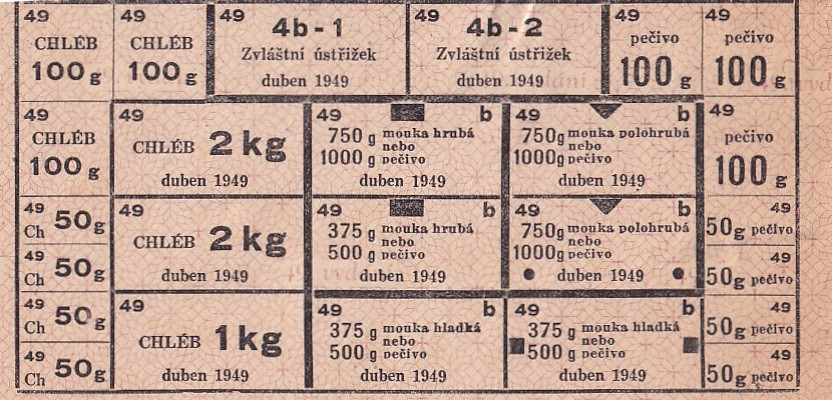 49
CHLÉB
100 g
49
CHLÉB
100 g
49
4b - 1
Zvláštní ústřižek
duben 1949
49
4b - 2
Zvláštní ústřižek
duben 1949
49
pečivo
100 g
49
pečivo
100 g
49
CHLÉB
100 g
49
CHLÉB 2 kg
duben 1949
49 b
750 g mouka hrubá
nebo
1000 g pečivo
duben 1949
49 b
750 g mouka polohrubá
nebo
1000 g pečivo
duben 1949
49
pečivo
100 g
49
Ch 50 g
49
Ch 50 g
49
CHLÉB 2 kg
duben 1949
49 b
375 g mouka hrubá
nebo
500 g pečivo
duben 1949
49 b
750 g mouka polohrubá
nebo
1000 g pečivo
duben 1949
49
50 g pečivo
49
50 g pečivo
49
Ch 50 g
49
Ch 50 g
49
CHLÉB 1 kg
duben 1949
49 b
375 g mouka hladká
nebo
500 g pečivo
duben 1949
49 b
375 g mouka hladká
nebo
500 g pečivo
duben 1949
49
50 g pečivo
49
50 g pečivo